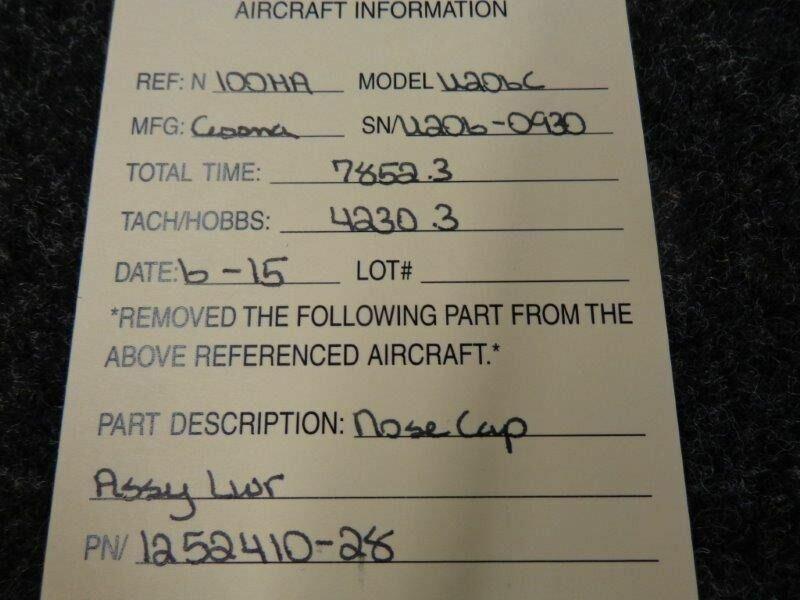 AIRCRAFT INFORMATION
REF: N 100HA MODEL U206C
MFG: Cessna SN/ U206-0930
TOTAL TIME: 7852.3
TACH/HOBBS: 4230.3
DATE: 6-15 LOT#
*REMOVED THE FOLLOWING PART FROM THE
ABOVE REFERENCED AIRCRAFT.*
PART DESCRIPTION: Nose Cap
Assy Lwr
PN/ 1252410-28